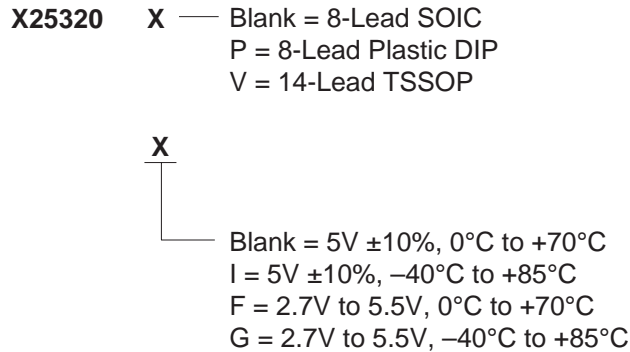 X25320 X Blank = 8-Lead SOIC
P = 8-Lead Plastic DIP
V = 14-Lead TSSOP
X
Blank = 5V ±10%, 0°C to +70°C
I = 5V ±10%, –40°C to +85°C
F = 2.7V to 5.5V, 0°C to +70°C
G = 2.7V to 5.5V, –40°C to +85°C